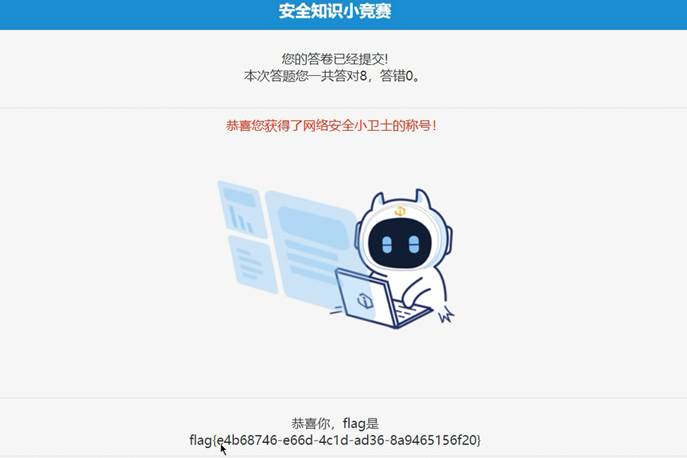 安全知识小竞赛
您的答卷已经提交!
本次答题您一共答对8，答错0。
恭喜您获得了网络安全小卫士的称号!
恭喜你，flag是
flag{e4b68746-e66d-4c1d-ad36-8a9465156f20}